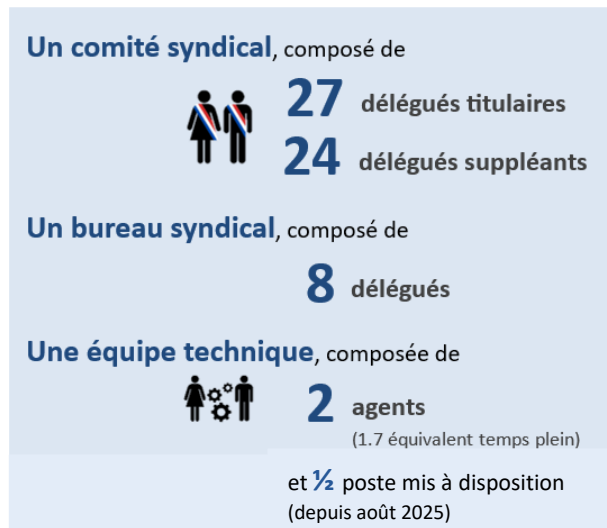 Un comité syndical, composé de
27 délégués titulaires
24 délégués suppléants
Un bureau syndical, composé de
8 délégués
Une équipe technique, composée de
2 agents
(1.7 équivalent temps plein)
et ½ poste mis à disposition
(depuis août 2025)